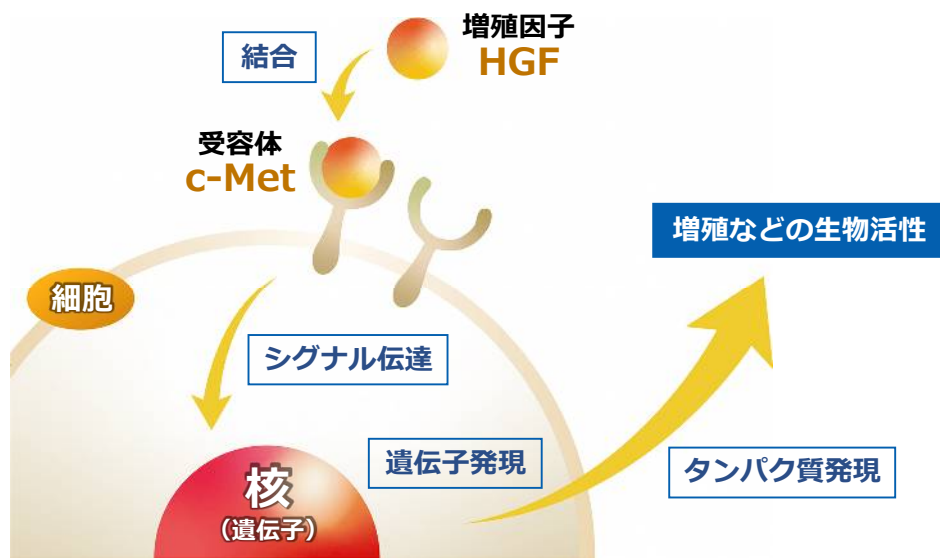 増殖因子
HGF
結合
受容体
c-Met
増殖などの生物活性
細胞
シグナル伝達
遺伝子発現
タンパク質発現
核
（遺伝子）